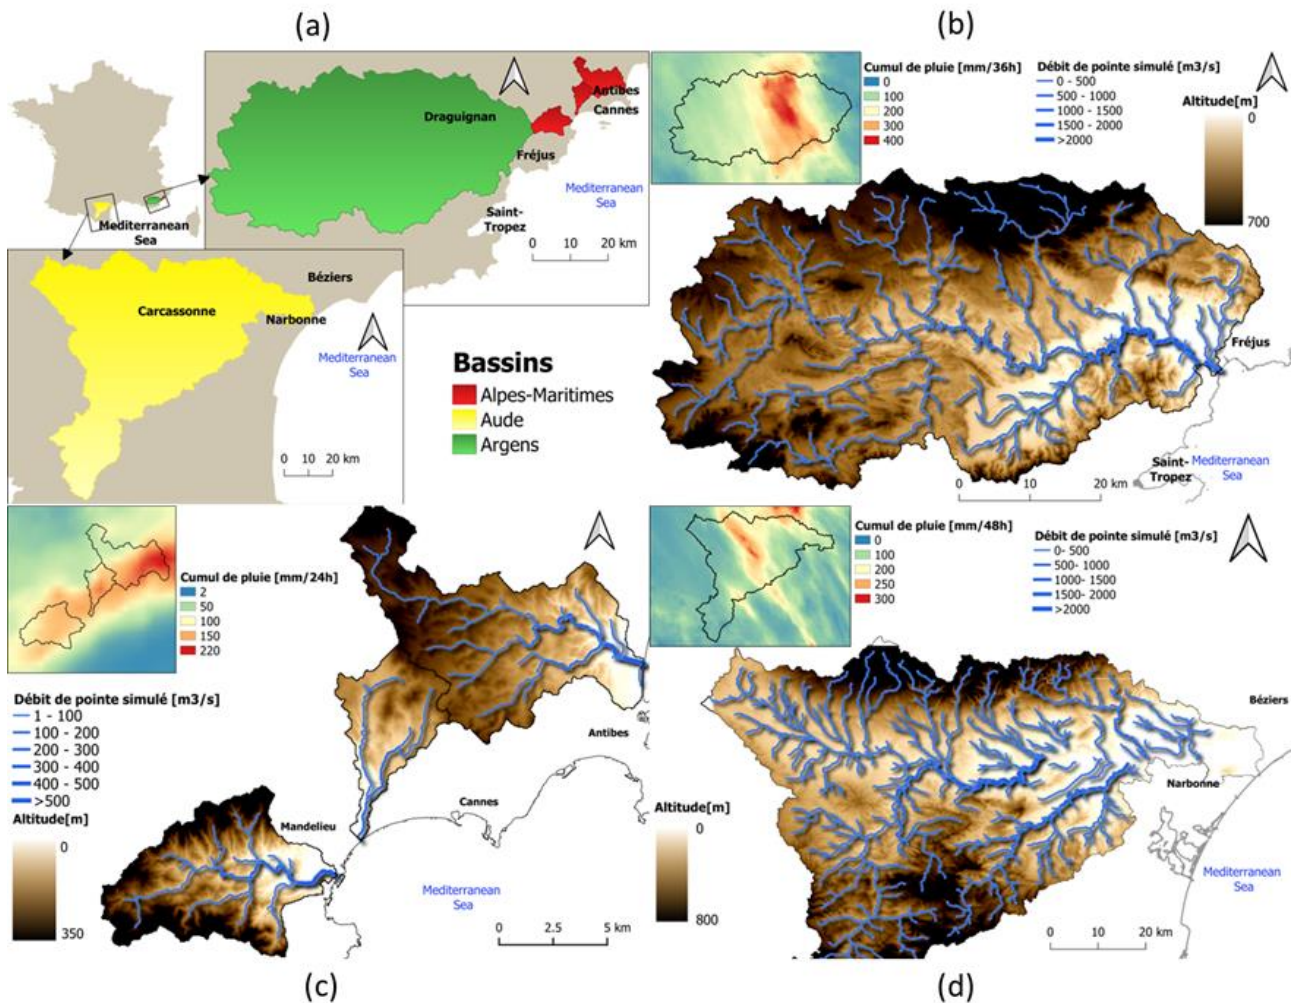 (a)
Draguignan
Antibes
Cannes
Fréjus
Mediterranean
Sea
Saint-
Tropez
0 10 20 km
Mediterranean
Sea
Béziers
Carcassonne
Narbonne
Mediterranean
Sea
0 10 20 km
Bassins
Alpes-Maritimes
Aude
Argens
(b)
Cumul de pluie [mm/36h]
0
100
200
300
400
Débit de pointe simulé [m3/s]
0 - 500
500 - 1000
1000 - 1500
1500 - 2000
>2000
Altitude[m]
0
700
Fréjus
Saint-
Tropez
Mediterranean
Sea
0 10 20 km
Cumul de pluie [mm/24h]
2
50
100
150
220
Débit de pointe simulé [m3/s]
1 - 100
100 - 200
200 - 300
300 - 400
400 - 500
>500
Altitude[m]
0
350
Antibes
Cannes
Mandelieu
Mediterranean
Sea
0 2.5 5 km
(c)
Cumul de pluie [mm/48h]
0
100
200
250
300
Débit de pointe simulé [m3/s]
0- 500
500- 1000
1000- 1500
1500- 2000
>2000
Béziers
Narbonne
Altitude[m]
0
800
Mediterranean
Sea
0 10 20 km
(d)